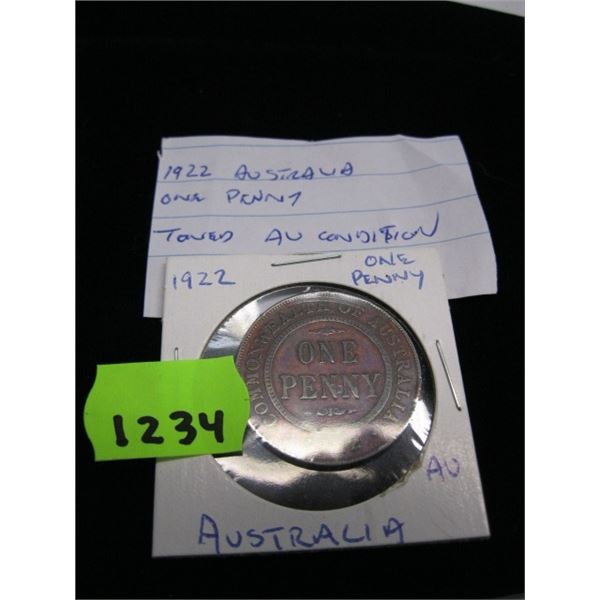 1922 AUSTRALIA
ONE PENNY
TONED AU CONDITION
1922
ONE
PENNY
COMMONWEALTH OF AUSTRALIA
ONE
PENNY
1234
AU
AUSTRALIA